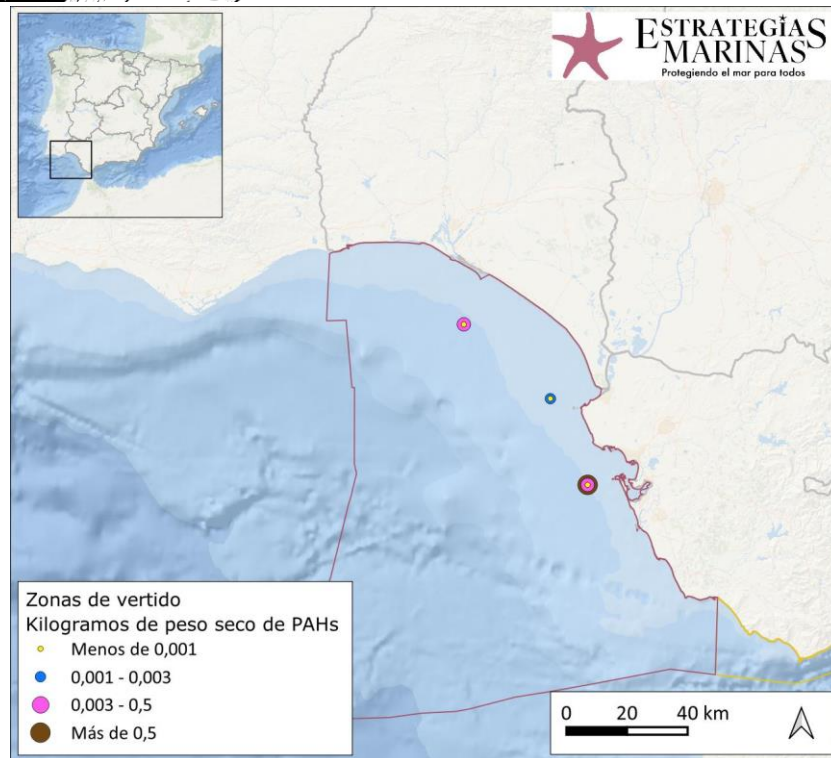 ESTRATEGIAS
MARINAS
Protegiendo el mar para todos
Zonas de vertido
Kilogramos de peso seco de PAHs
Menos de 0,001
0,001 - 0,003
0,003 - 0,5
Más de 0,5
0 20 40 km